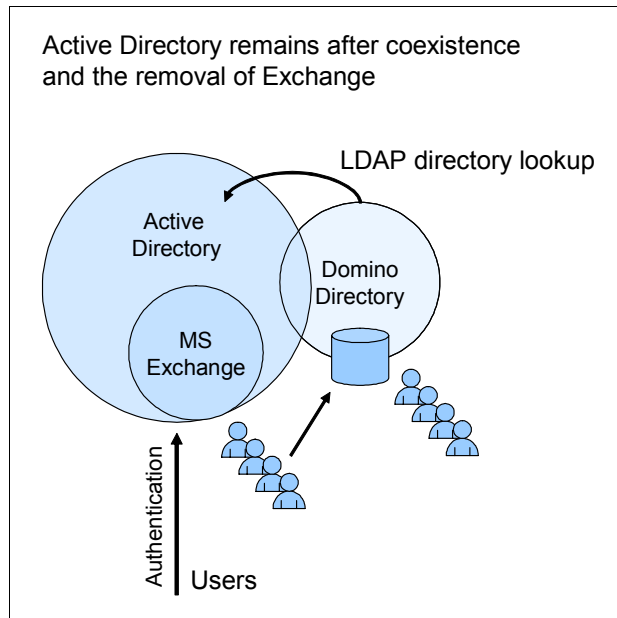 Active Directory remains after coexistence
and the removal of Exchange
LDAP directory lookup
Active
Directory
Domino
Directory
MS
Exchange
Authentication
Users